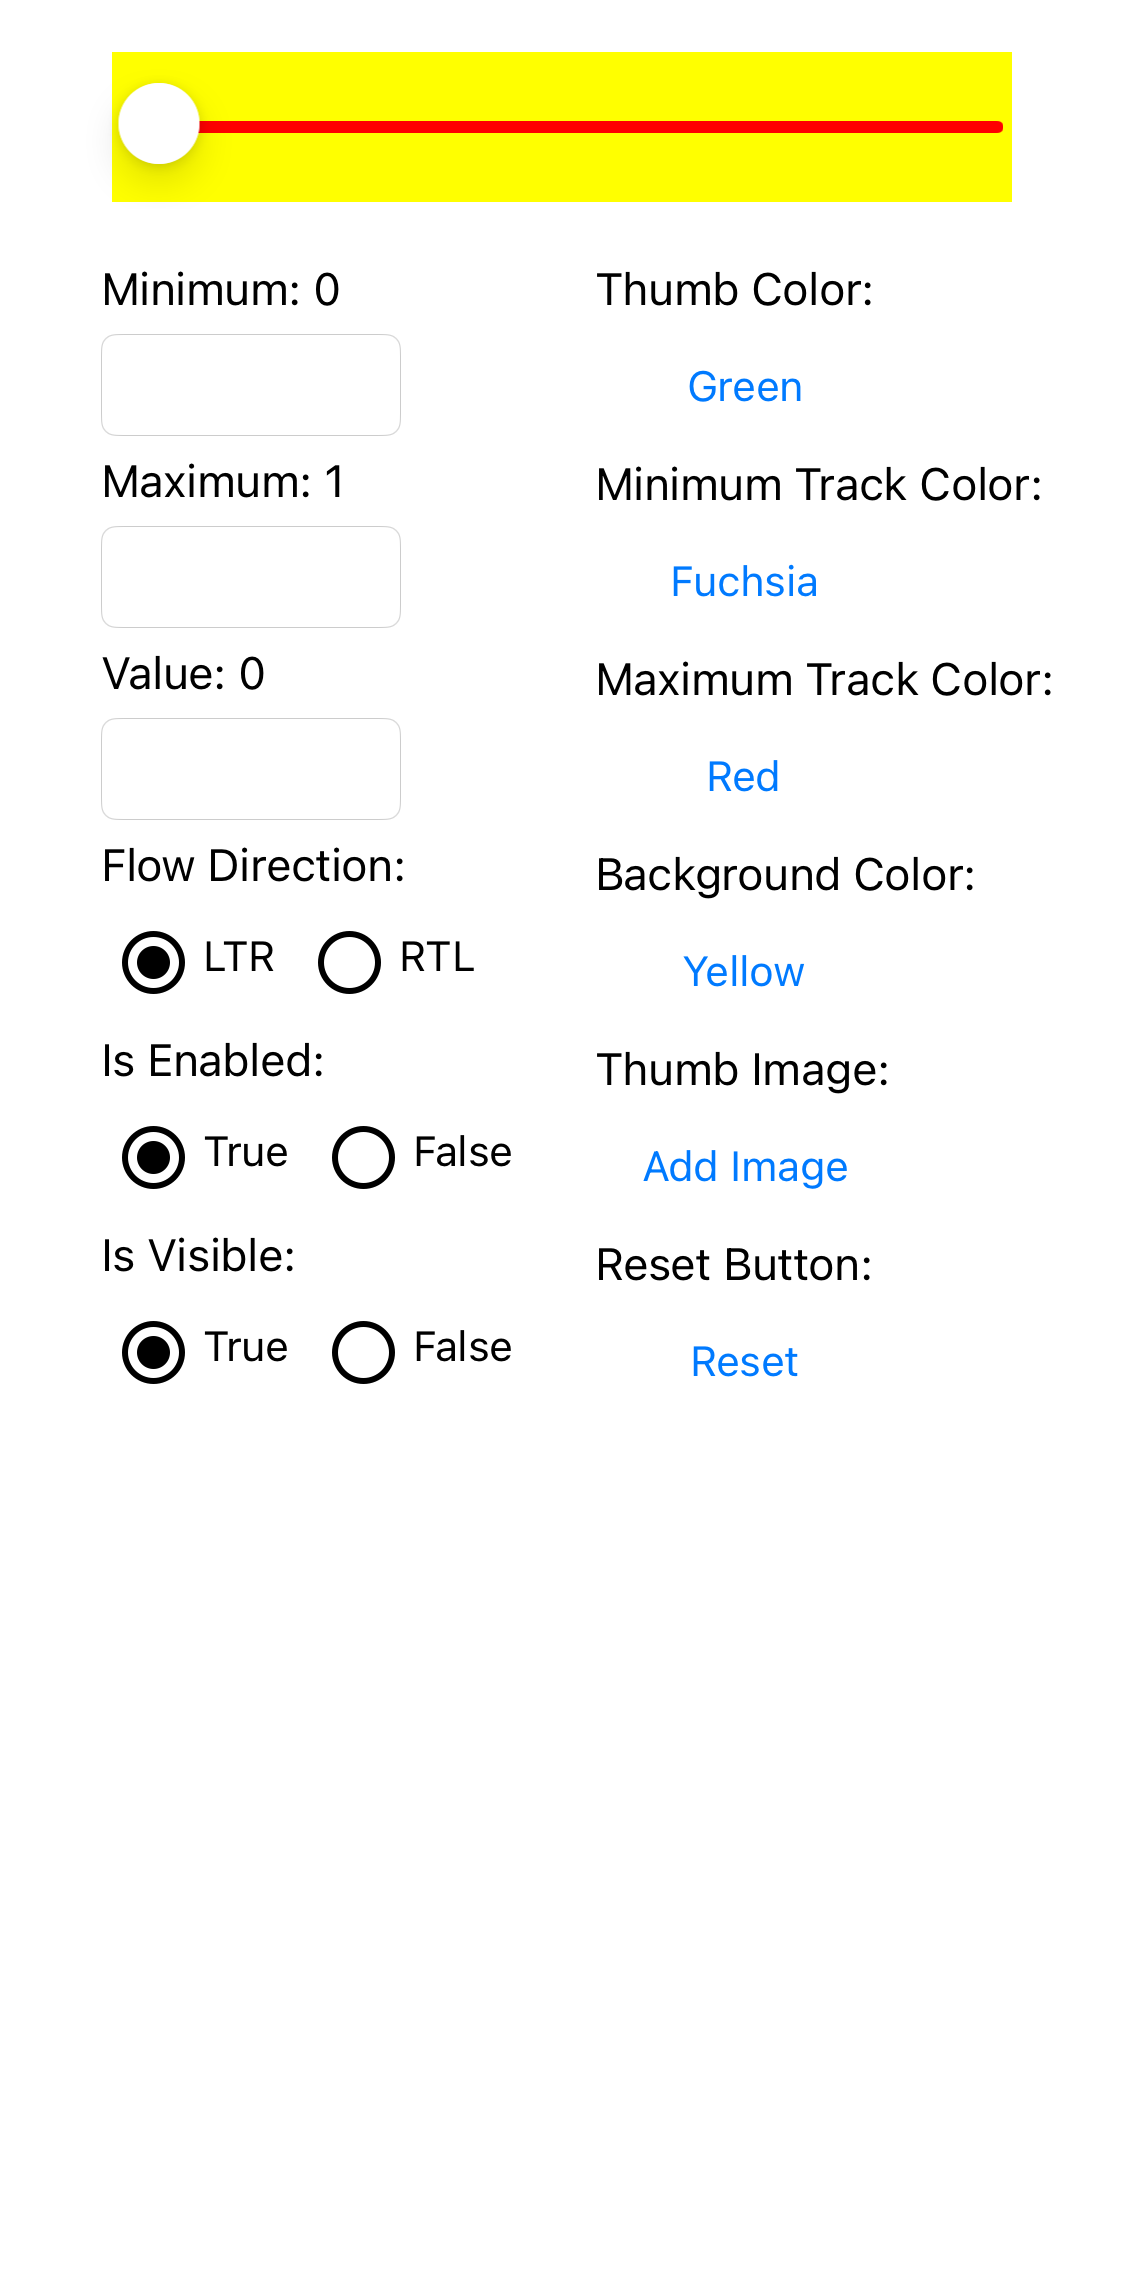 Minimum: 0
Maximum: 1
Value: 0
Flow Direction:
LTR RTL
Is Enabled:
True False
Is Visible:
True False
Thumb Color:
Green
Minimum Track Color:
Fuchsia
Maximum Track Color:
Red
Background Color:
Yellow
Thumb Image:
Add Image
Reset Button:
Reset